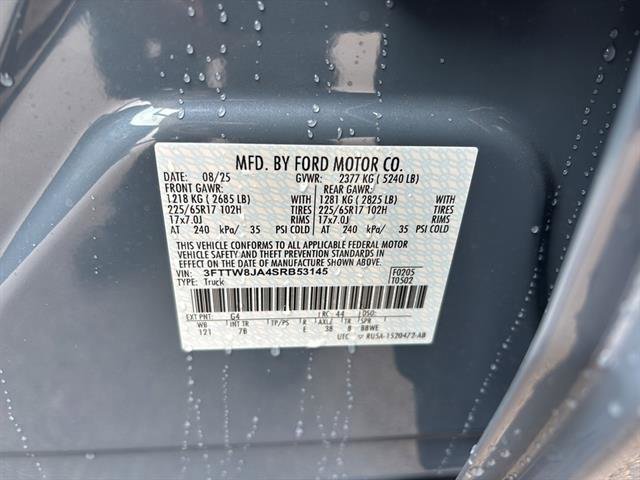 MFD. BY FORD MOTOR CO.
DATE: 08/25 GVWR: 2377 KG ( 5240 LB)
FRONT GAWR: REAR GAWR:
1218 KG ( 2685 LB) WITH 1281 KG ( 2825 LB) WITH
225/65R17 102H TIRES 225/65R17 102H TIRES
17x7.0J RIMS 17x7.0J RIMS
AT 240 kPa/ 35 PSI COLD AT 240 kPa/ 35 PSI COLD
THIS VEHICLE CONFORMS TO ALL APPLICABLE FEDERAL MOTOR
VEHICLE SAFETY AND THEFT PREVENTION STANDARDS IN
EFFECT ON THE DATE OF MANUFACTURE SHOWN ABOVE.
VIN: 3FTTW8JA4SRB53145 F0205
TYPE: Truck T0502
EXT PNT: G4 RC: 44 DSO:
WB INT TR TP/PS R AXLE TR SPR
121 7B E 38 8 BBWE
UTC RU5A-1520472-AB